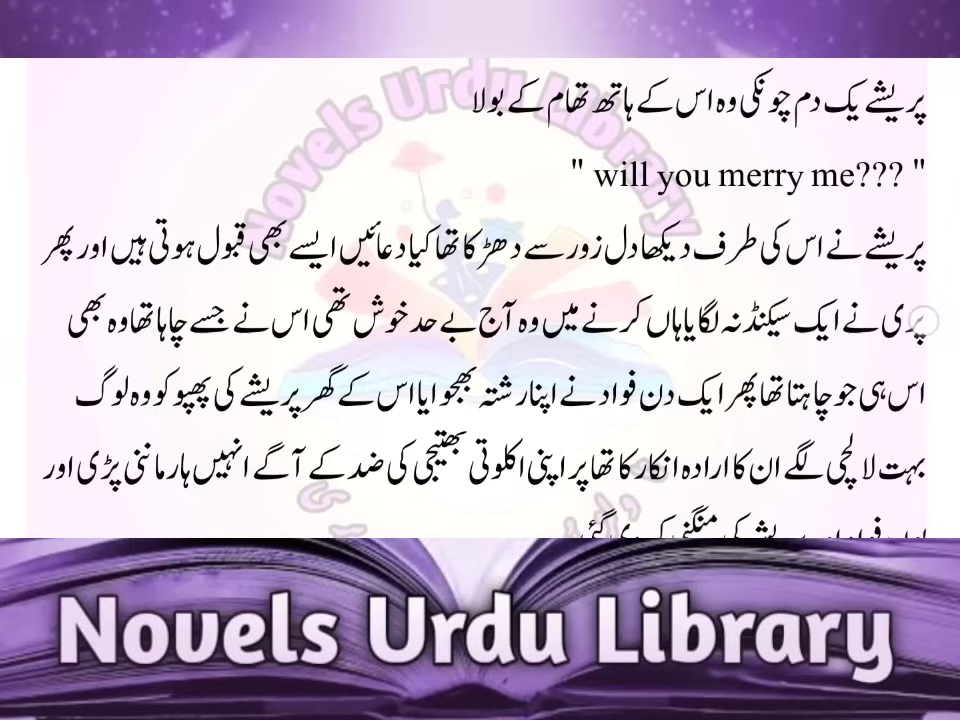 Novels Urdu Library
پریشے یک دم چونکی وہ اس کے ہاتھ تھام کے بولا
" will you merry me??? "
پریشے نے اس کی طرف دیکھا دل زور سے دھڑکا تھا کیا دعائیں ایسے بھی قبول ہوتی ہیں اور پھر
پری نے ایک سیکنڈ نہ لگایا ہاں کرنے میں وہ آج بے حد خوش تھی اس نے جسے چاہا تھا وہ بھی
اس ہی جو چاہتا تھا پھر ایک دن فواد نے اپنا رشتہ بھجوایا اس کے گھر پریشے کی پھپو کو وہ لوگ
بہت لالچی لگے ان کا ارادہ انکار کا تھا پر اپنی اکلوتی بھتیجی کی ضد کے آگے انہیں ہار ماننی پڑی اور
Novels Urdu Library